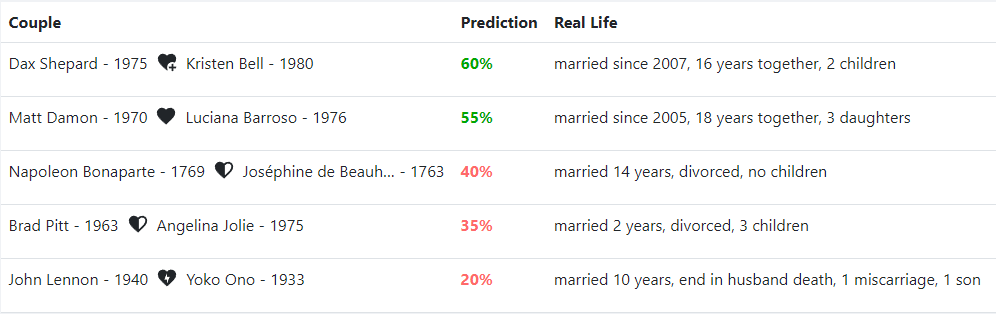 Couple Prediction Real Life
Dax Shepard - 1975 Kristen Bell - 1980 60% married since 2007, 16 years together, 2 children
Matt Damon - 1970 Luciana Barroso - 1976 55% married since 2005, 18 years together, 3 daughters
Napoleon Bonaparte - 1769 Joséphine de Beauh... - 1763 40% married 14 years, divorced, no children
Brad Pitt - 1963 Angelina Jolie - 1975 35% married 2 years, divorced, 3 children
John Lennon - 1940 Yoko Ono - 1933 20% married 10 years, end in husband death, 1 miscarriage, 1 son